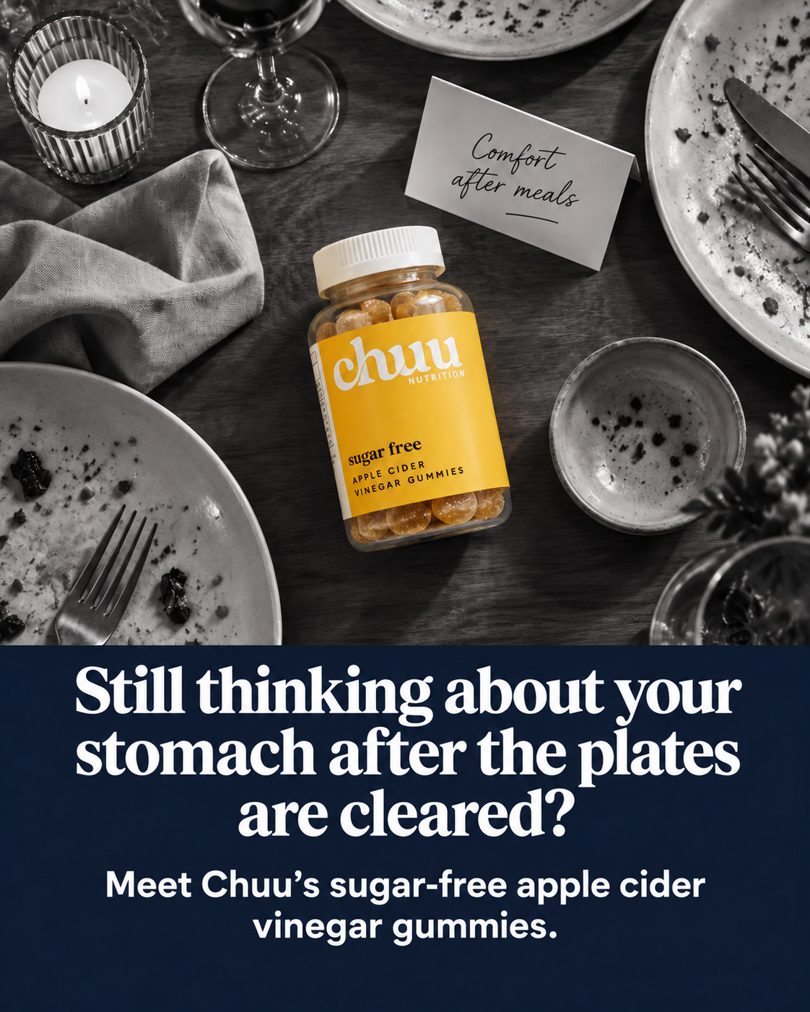 Comfort
after meals
chuu
NUTRITION
sugar free
APPLE CIDER
VINEGAR GUMMIES
Still thinking about your
stomach after the plates
are cleared?
Meet Chuu’s sugar-free apple cider
vinegar gummies.